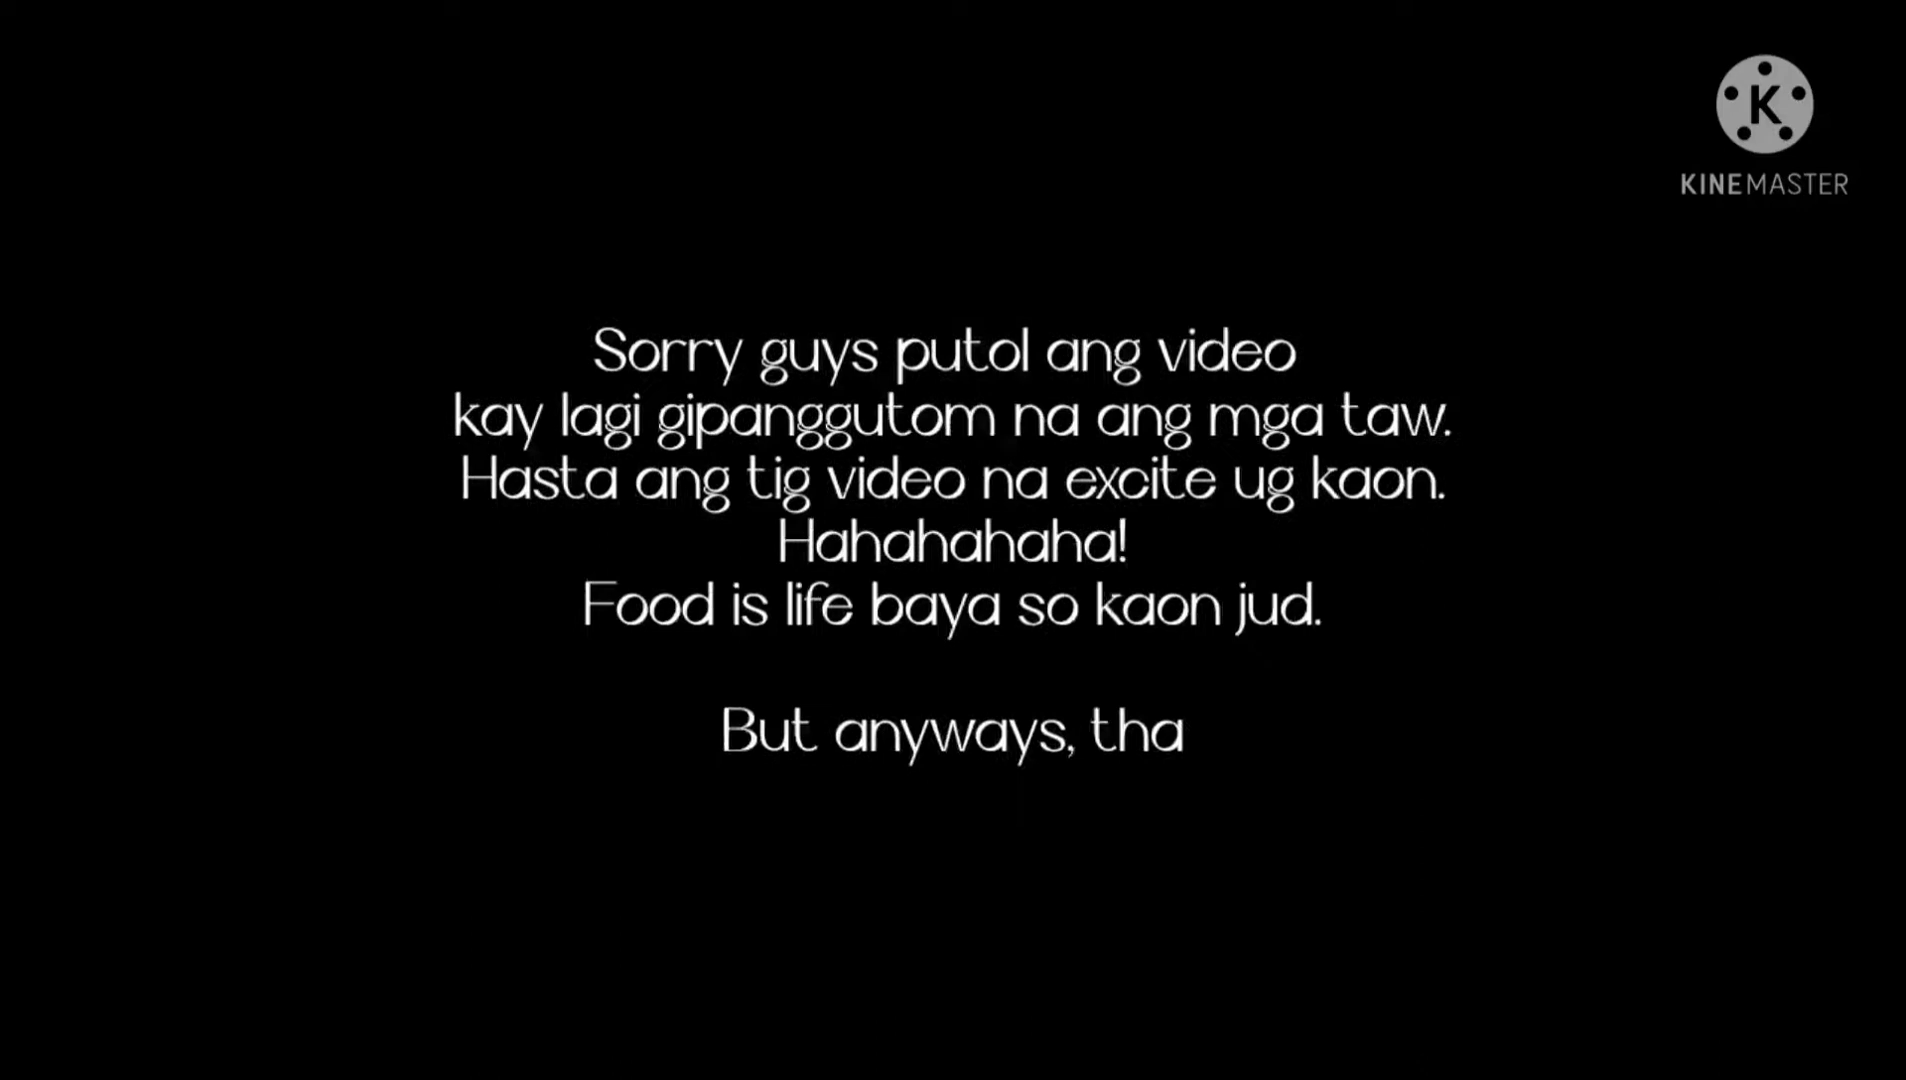 KINEMASTER
Sorry guys putol ang video
kay lagi gipanggutom na ang mga taw.
Hasta ang tig video na excite ug kaon.
Hahahahaha!
Food is life baya so kaon jud.
But anyways, tha